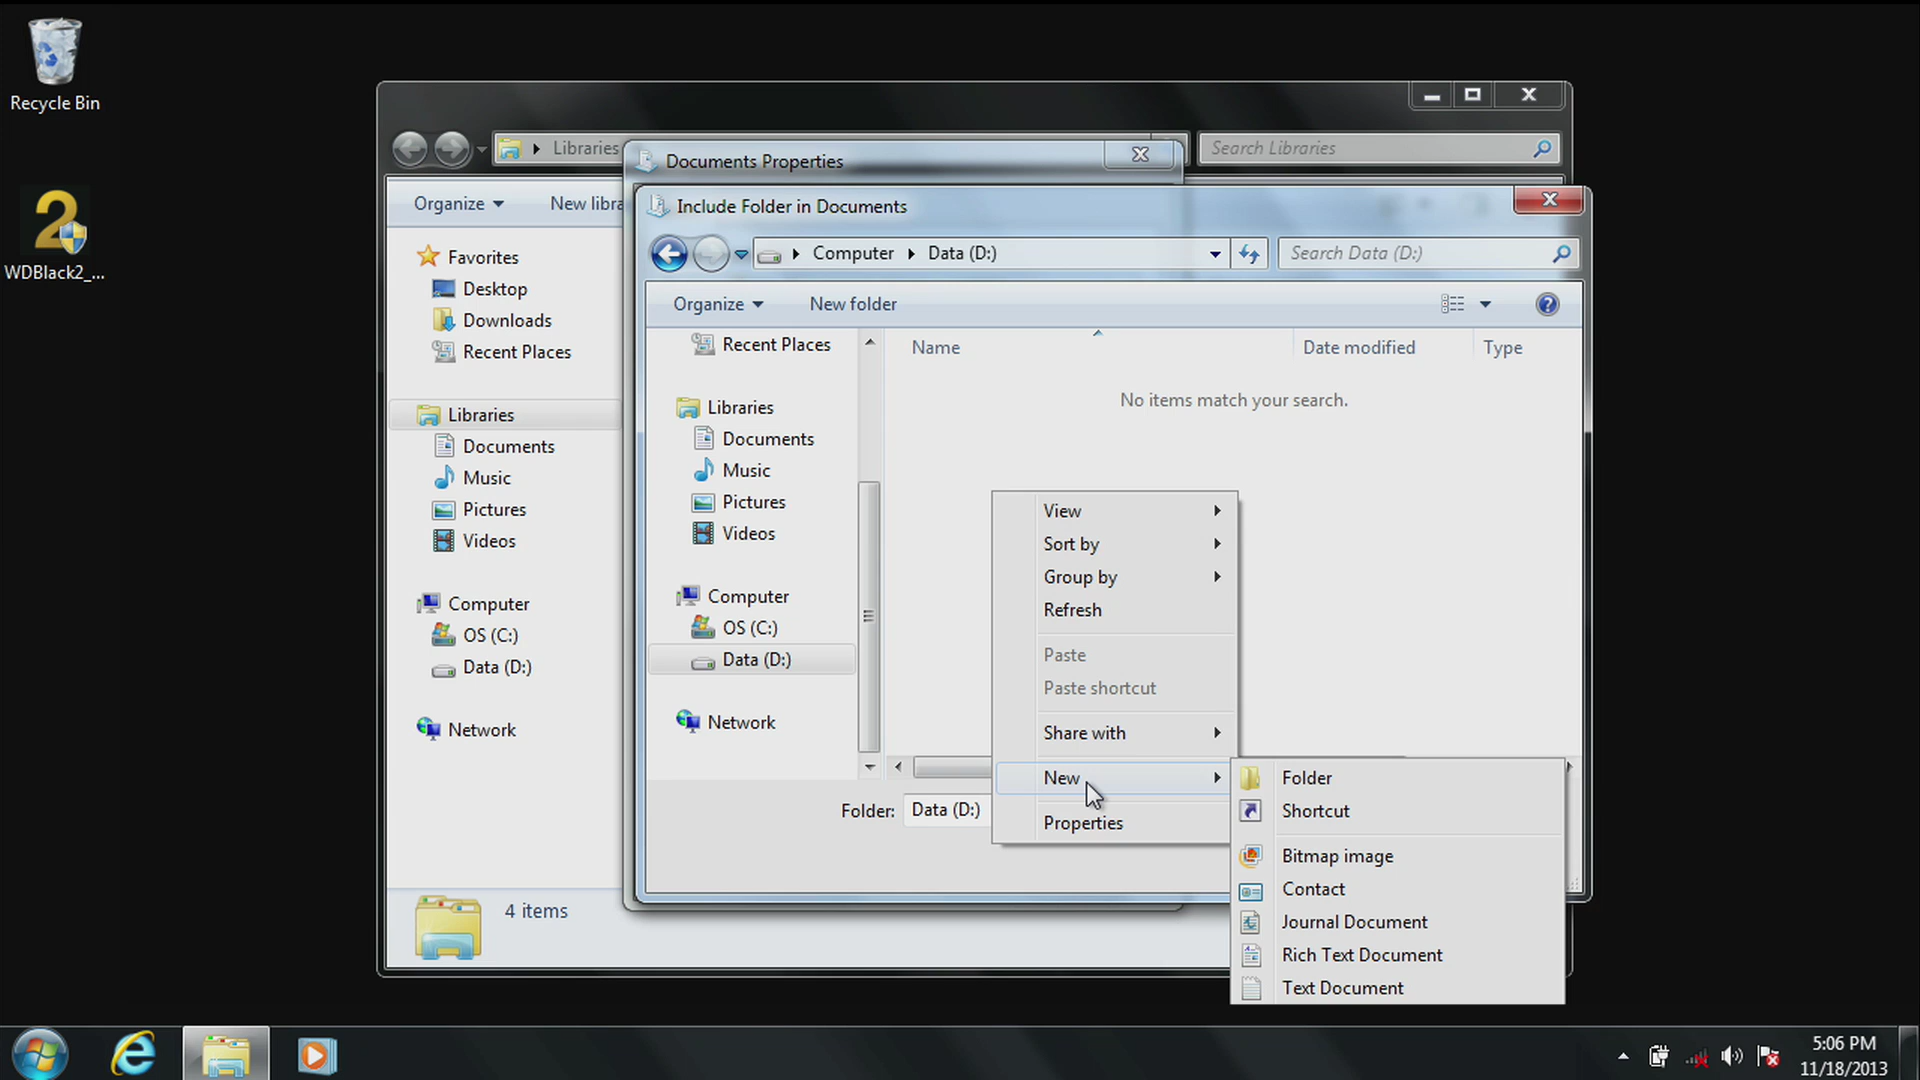 Recycle Bin
WDBlack2_...
Libraries
Search Libraries
Organize
New libra
Favorites
Desktop
Downloads
Recent Places
Libraries
Documents
Music
Pictures
Videos
Computer
OS (C:)
Data (D:)
Network
4 items
Documents Properties
Include Folder in Documents
Computer
Data (D:)
Search Data (D:)
Organize
New folder
Recent Places
Libraries
Documents
Music
Pictures
Videos
Computer
OS (C:)
Data (D:)
Network
Name
Date modified
Type
No items match your search.
Folder:
Data (D:)
View
Sort by
Group by
Refresh
Paste
Paste shortcut
Share with
New
Properties
Folder
Shortcut
Bitmap image
Contact
Journal Document
Rich Text Document
Text Document
5:06 PM
11/18/2013